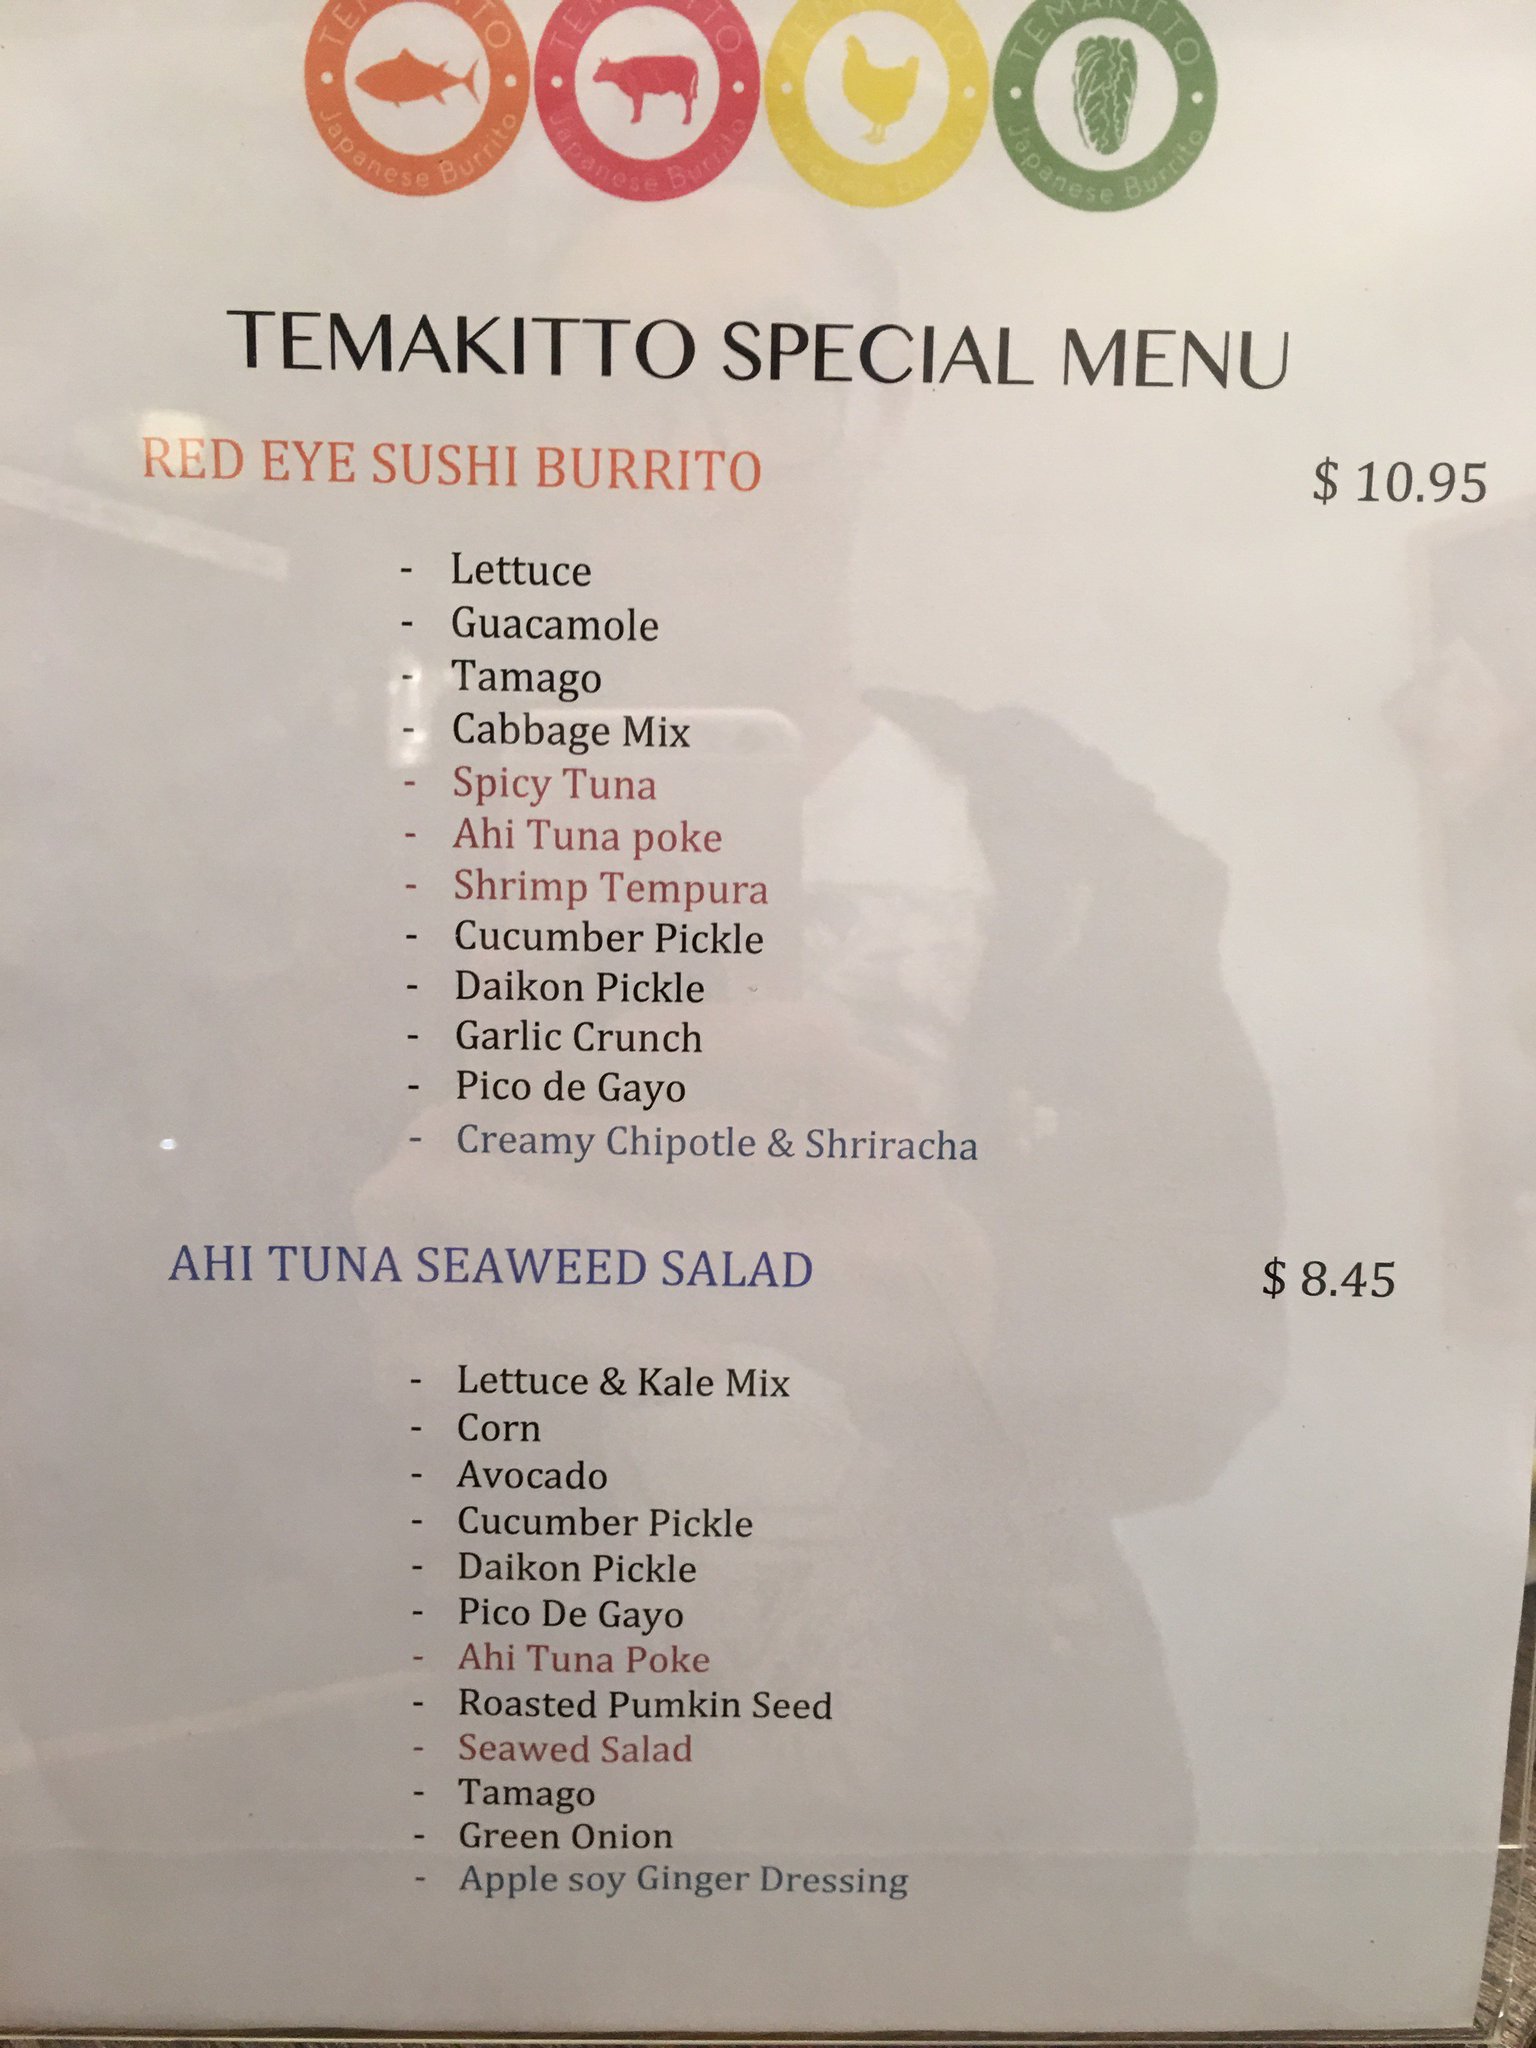 TEMAKITTO
Japanese Burrito
TEMAKITTO
Japanese Burrito
TEMAKITTO
Japanese Burrito
TEMAKITTO
Japanese Burrito
TEMAKITTO SPECIAL MENU
RED EYE SUSHI BURRITO $ 10.95
- Lettuce
- Guacamole
- Tamago
- Cabbage Mix
- Spicy Tuna
- Ahi Tuna poke
- Shrimp Tempura
- Cucumber Pickle
- Daikon Pickle
- Garlic Crunch
- Pico de Gayo
- Creamy Chipotle & Shriracha
AHI TUNA SEAWEED SALAD $ 8.45
- Lettuce & Kale Mix
- Corn
- Avocado
- Cucumber Pickle
- Daikon Pickle
- Pico De Gayo
- Ahi Tuna Poke
- Roasted Pumkin Seed
- Seawed Salad
- Tamago
- Green Onion
- Apple soy Ginger Dressing